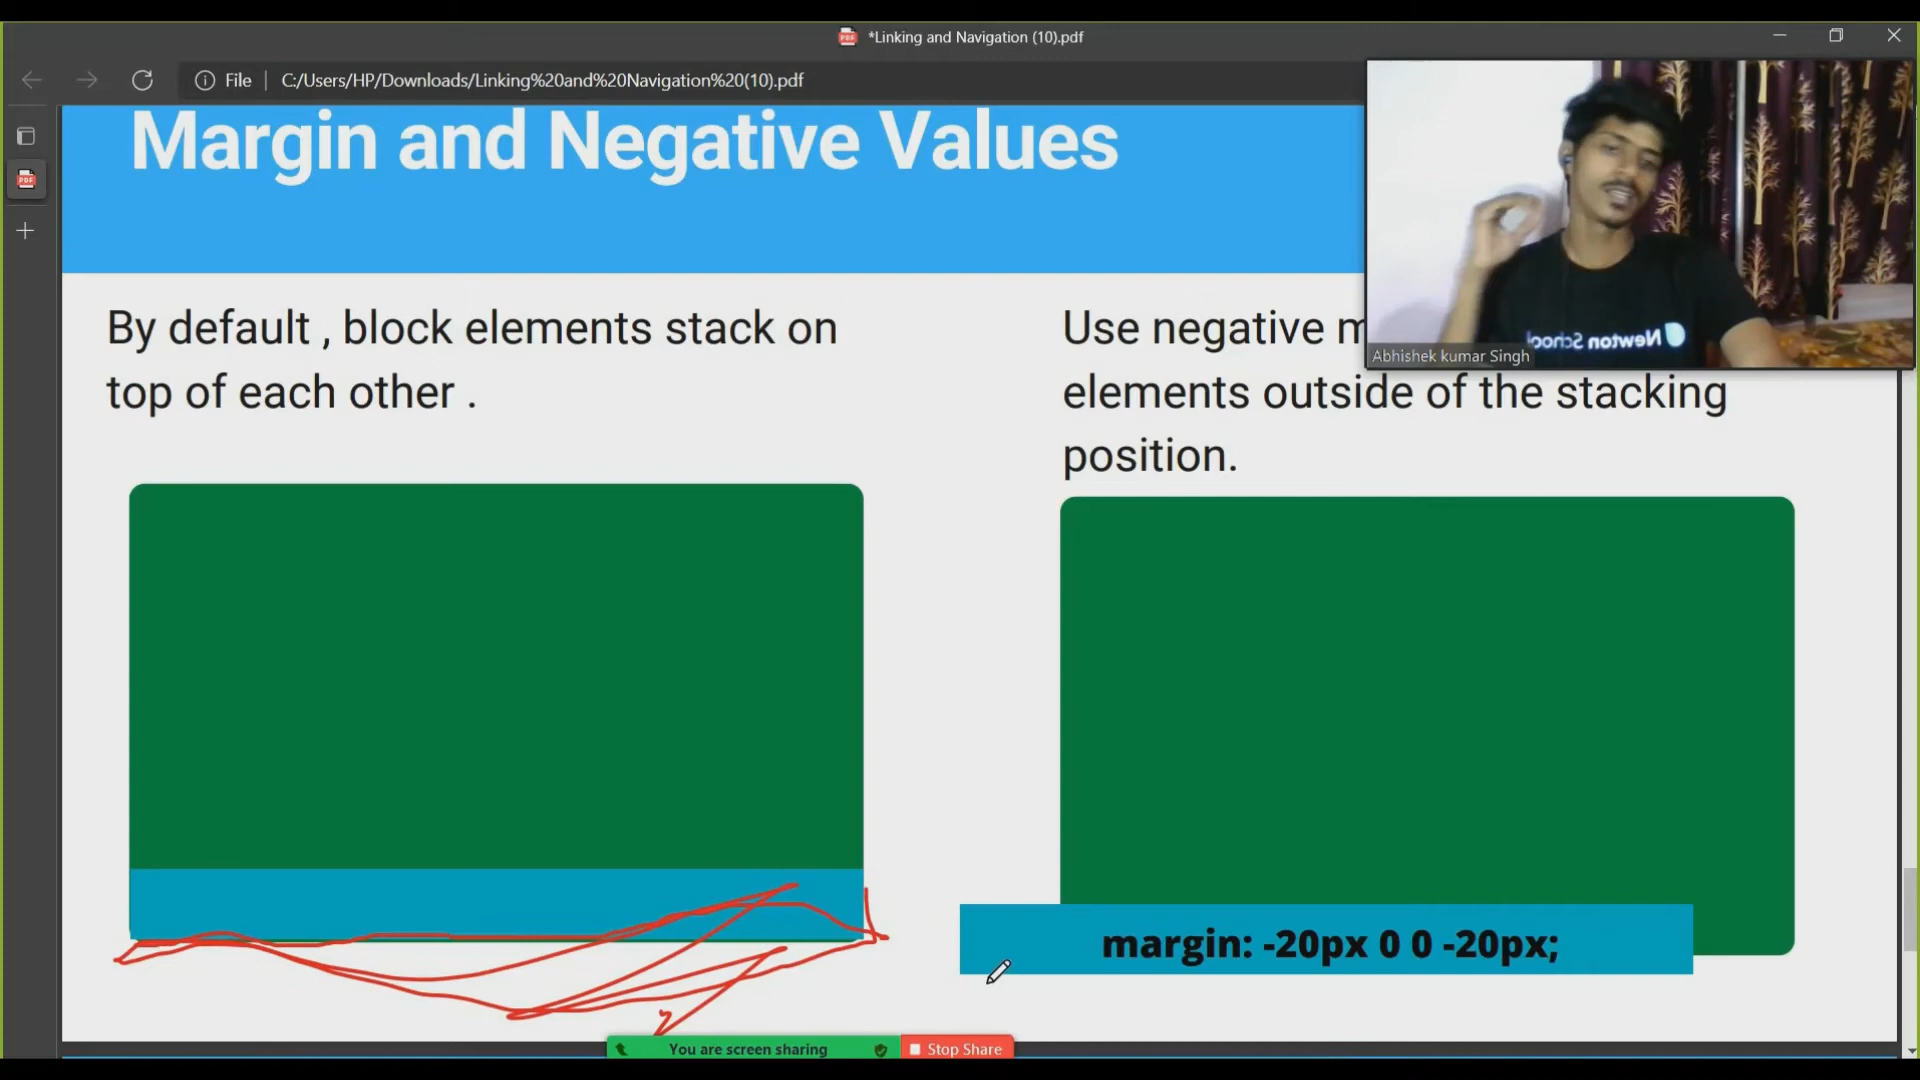 *Linking and Navigation (10).pdf
File
C:/Users/HP/Downloads/Linking%20and%20Navigation%20(10).pdf
Margin and Negative Values
By default , block elements stack on
top of each other .
Use negative
elements outside of the stacking
position.
Newton School
Abhishek kumar Singh
margin: -20px 0 0 -20px;
You are screen sharing
Stop Share